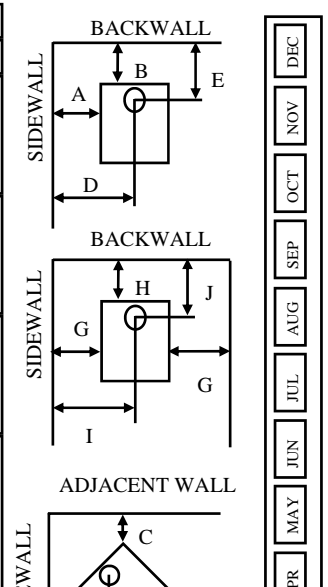 BACKWALL
SIDEWALL
A
B
E
D
BACKWALL
SIDEWALL
G
H
J
G
I
ADJACENT WALL
C
DEC
NOV
OCT
SEP
AUG
JUL
JUN
MAY